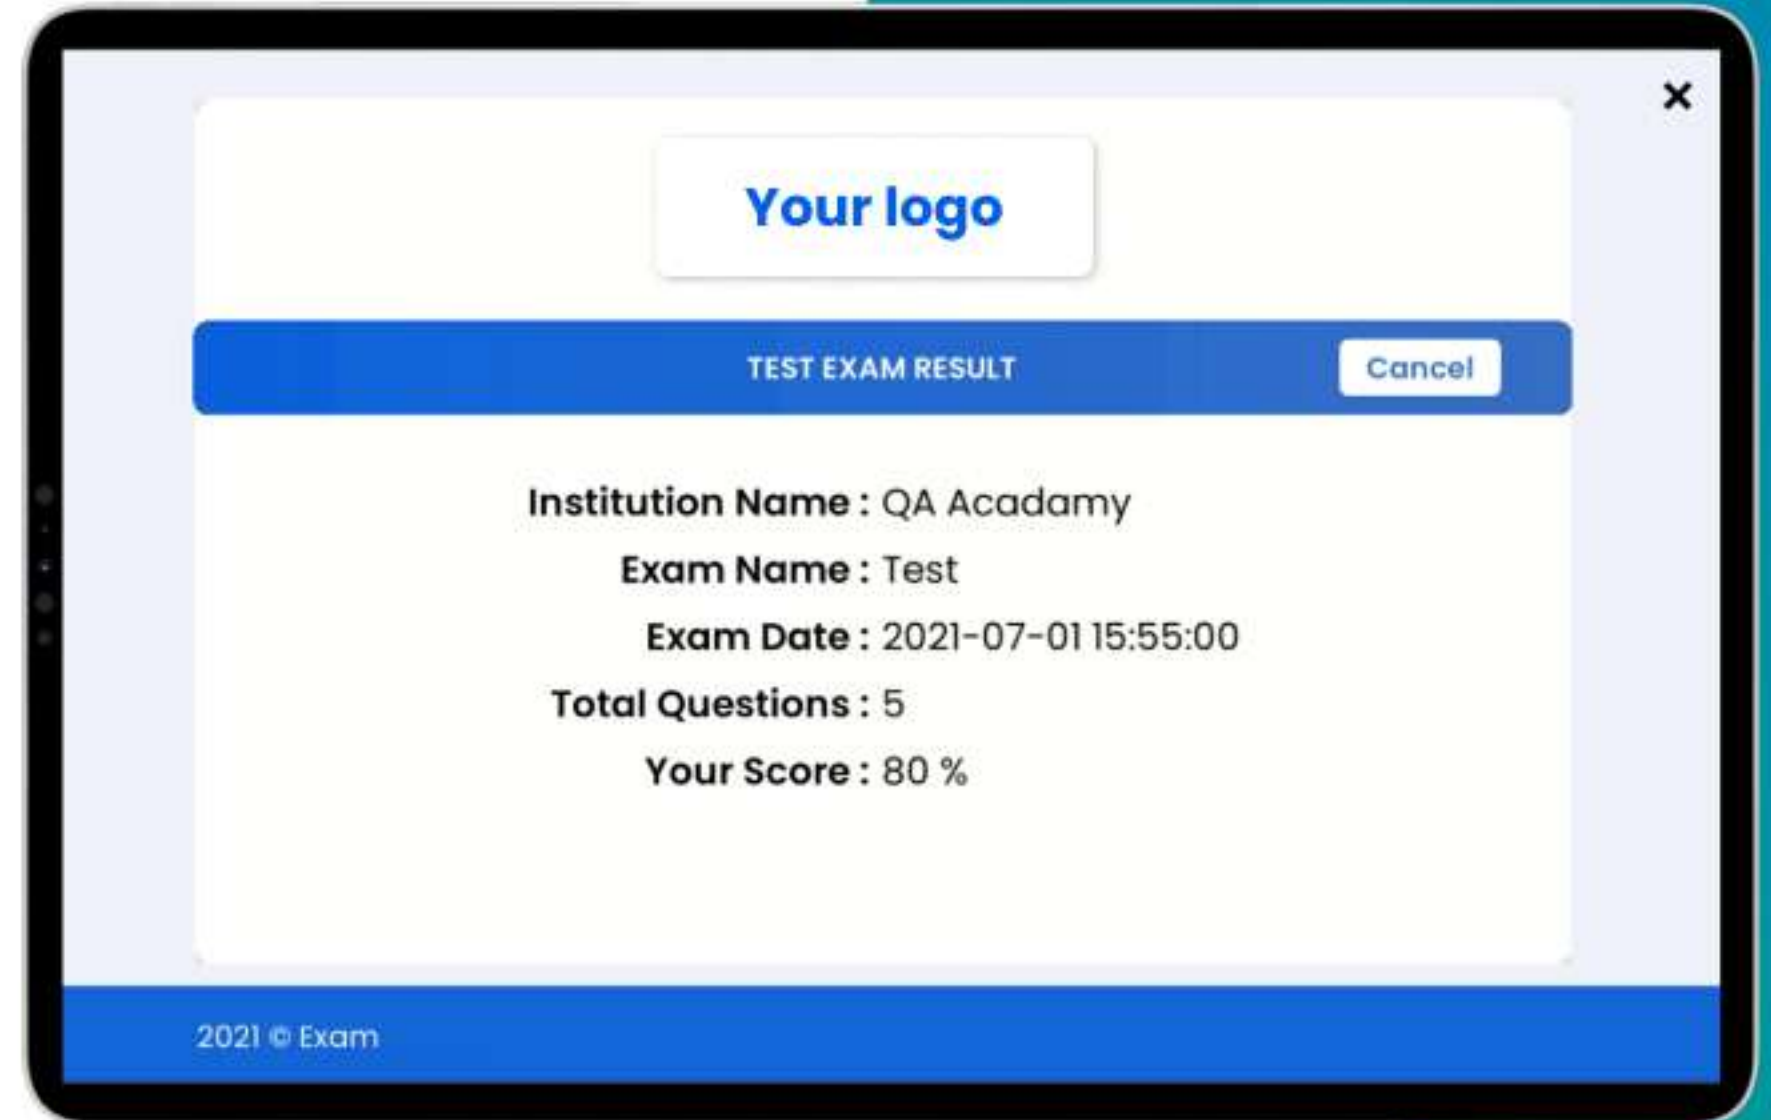 Your logo
TEST EXAM RESULT
Cancel
Institution Name : QA Acadamy
Exam Name : Test
Exam Date : 2021-07-01 15:55:00
Total Questions : 5
Your Score : 80 %
2021 © Exam